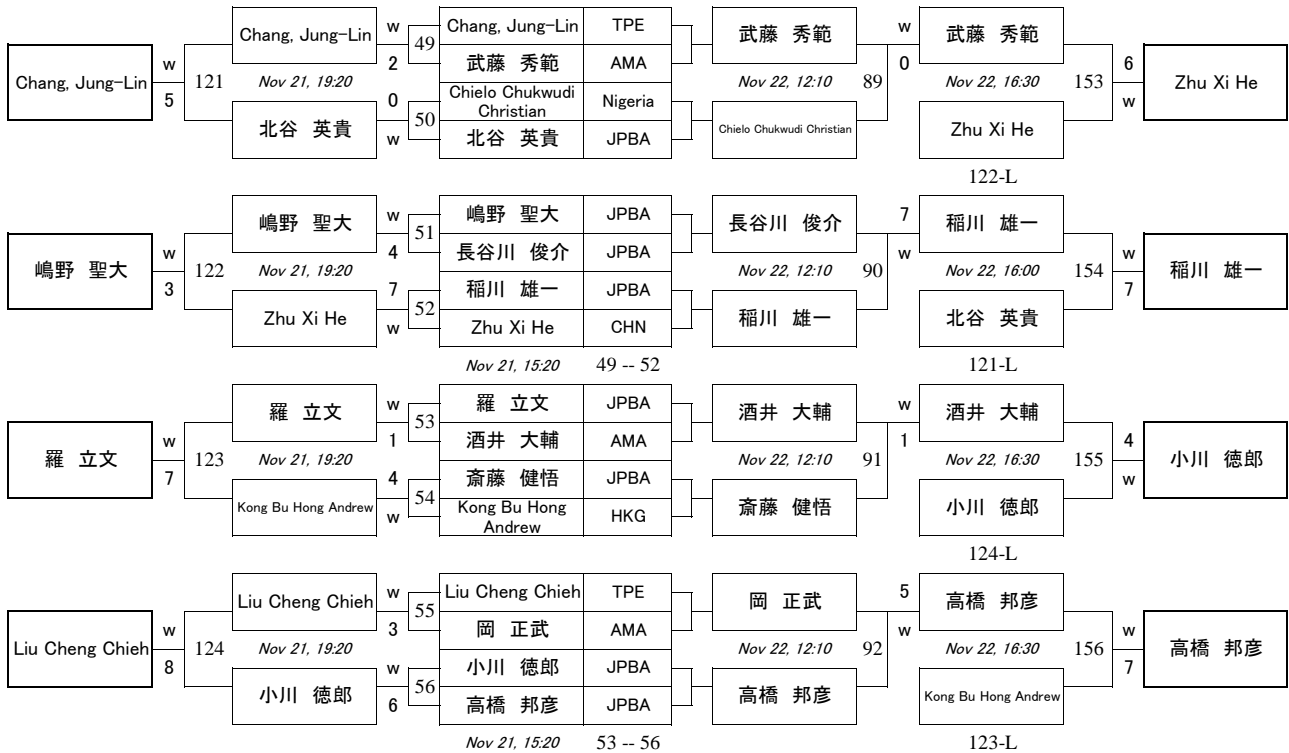 Chang, Jung-Lin w Chang, Jung-Lin TPE 武藤 秀範 w 武藤 秀範
49
w 2 武藤 秀範 AMA 0 6
Chang, Jung-Lin 121 Nov 21, 19:20 Nov 22, 12:10 89 Nov 22, 16:30 153 Zhu Xi He
5 0 Chielo Chukwudi Nigeria w
Christian
50
北谷 英貴 w 北谷 英貴 JPBA Chielo Chukwudi Christian Zhu Xi He
122-L
嶋野 聖大 w 嶋野 聖大 JPBA 長谷川 俊介 7 稲川 雄一
51
w 4 長谷川 俊介 JPBA w w
嶋野 聖大 122 Nov 21, 19:20 Nov 22, 12:10 90 Nov 22, 16:00 154 稲川 雄一
3 7 稲川 雄一 JPBA 7
52
Zhu Xi He w Zhu Xi He CHN 稲川 雄一 北谷 英貴
Nov 21, 15:20 49 -- 52 121-L
羅 立文 w 羅 立文 JPBA 酒井 大輔 w 酒井 大輔
53
w 1 酒井 大輔 AMA 1 4
羅 立文 123 Nov 21, 19:20 Nov 22, 12:10 91 Nov 22, 16:30 155 小川 徳郎
7 4 斎藤 健悟 JPBA w
54
Kong Bu Hong Andrew w Kong Bu Hong HKG 斎藤 健悟 小川 徳郎
Andrew
124-L
Liu Cheng Chieh w Liu Cheng Chieh TPE 岡 正武 5 高橋 邦彦
55
w 3 岡 正武 AMA w w
Liu Cheng Chieh 124 Nov 21, 19:20 Nov 22, 12:10 92 Nov 22, 16:30 156 高橋 邦彦
8 w 小川 徳郎 JPBA 7
56
小川 徳郎 6 高橋 邦彦 JPBA 高橋 邦彦 Kong Bu Hong Andrew
Nov 21, 15:20 53 -- 56 123-L